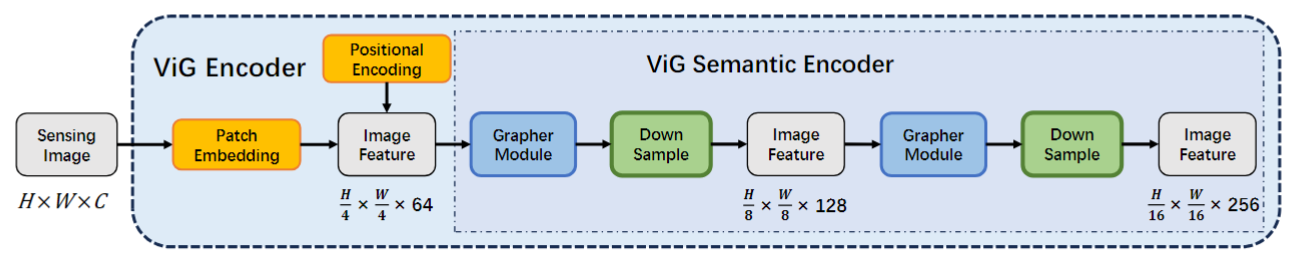 ViG Encoder
Positional
Encoding
ViG Semantic Encoder
Sensing
Image
Patch
Embedding
Image
Feature
Grapher
Module
Down
Sample
Image
Feature
Grapher
Module
Down
Sample
Image
Feature
H×W×C
H/4 × W/4 × 64
H/8 × W/8 × 128
H/16 × W/16 × 256